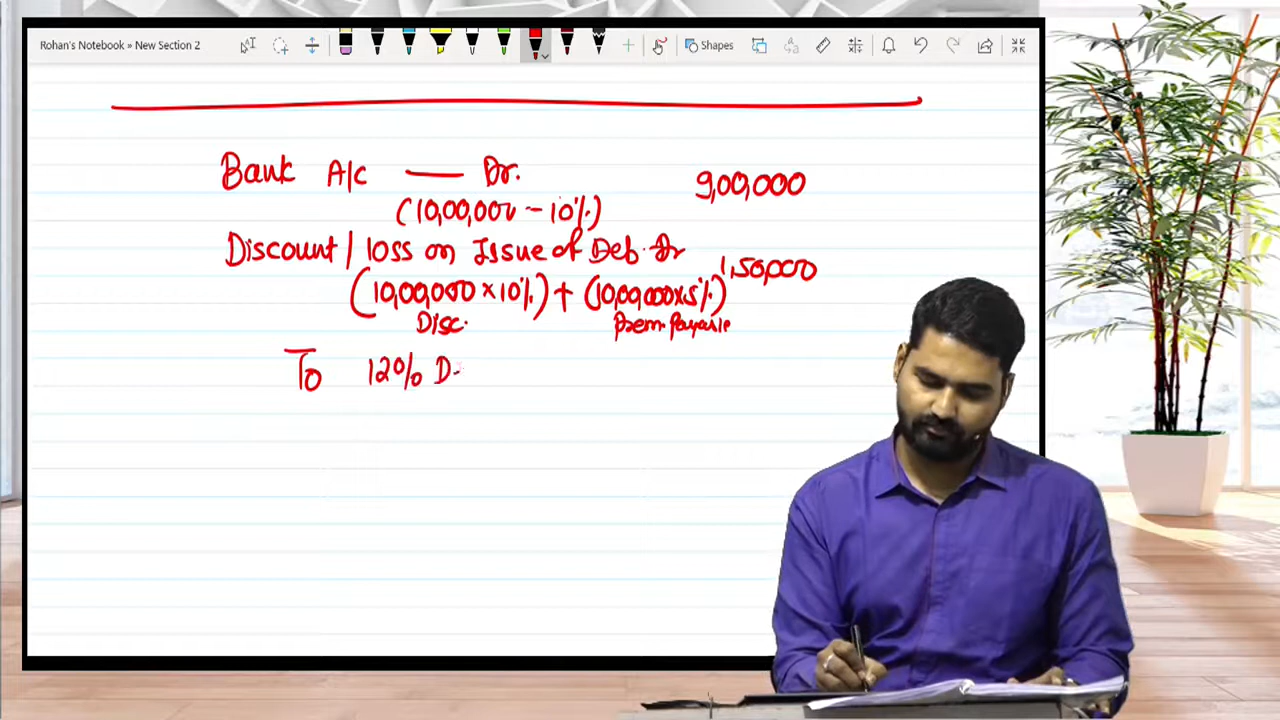 Rohan's Notebook » New Section 2
Shapes
Bank A/c —— Dr. 9,00,000
(10,00,000 - 10%)
Discount / loss on Issue of Deb. Dr 1,50,000
(10,00,000 × 10%) + (10,00,000 × 5%)
Disc. Prem. Payable
To 12% D.